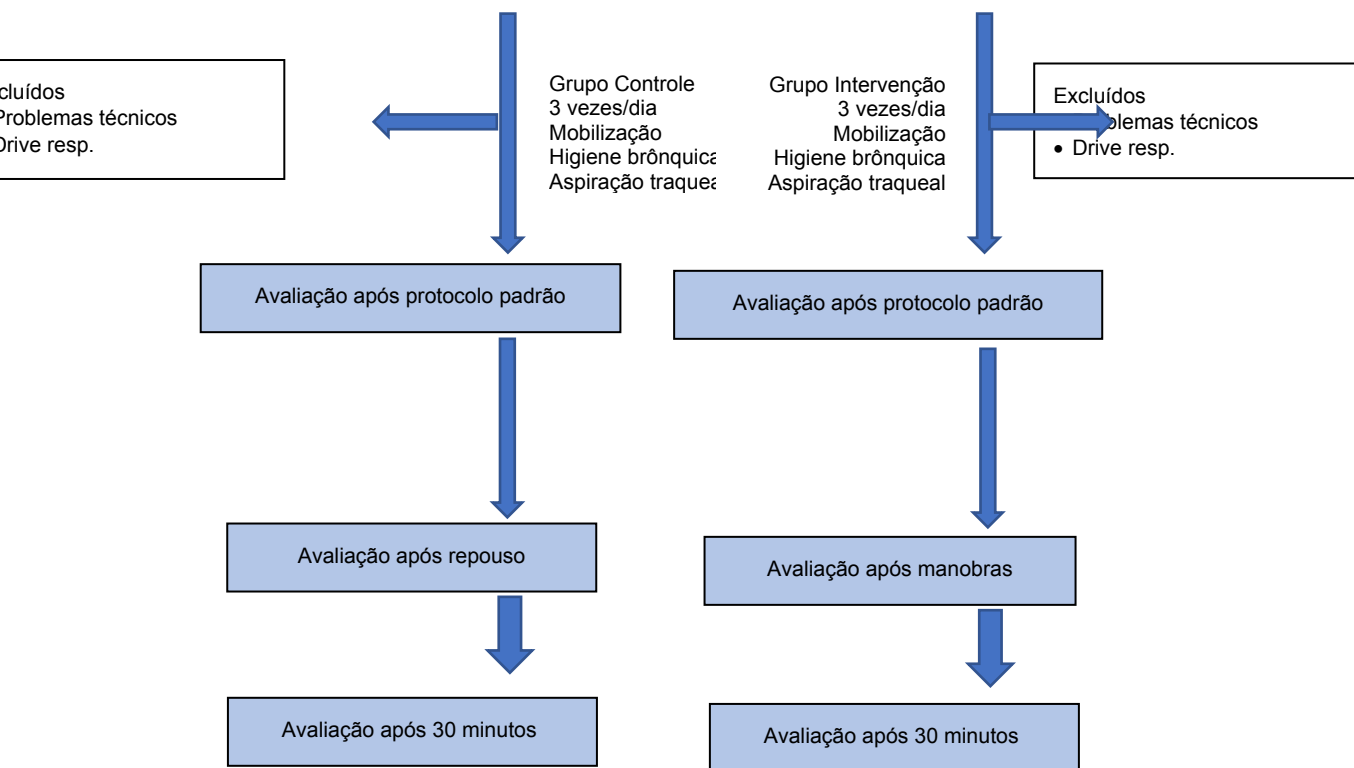 cluídos
Problemas técnicos
Drive resp.
Grupo Controle
3 vezes/dia
Mobilização
Higiene brônquica
Aspiração traquea
Grupo Intervenção
3 vezes/dia
Mobilização
Higiene brônquica
Aspiração traqueal
Excluídos
blemas técnicos
• Drive resp.
Avaliação após protocolo padrão
Avaliação após protocolo padrão
Avaliação após repouso
Avaliação após manobras
Avaliação após 30 minutos
Avaliação após 30 minutos